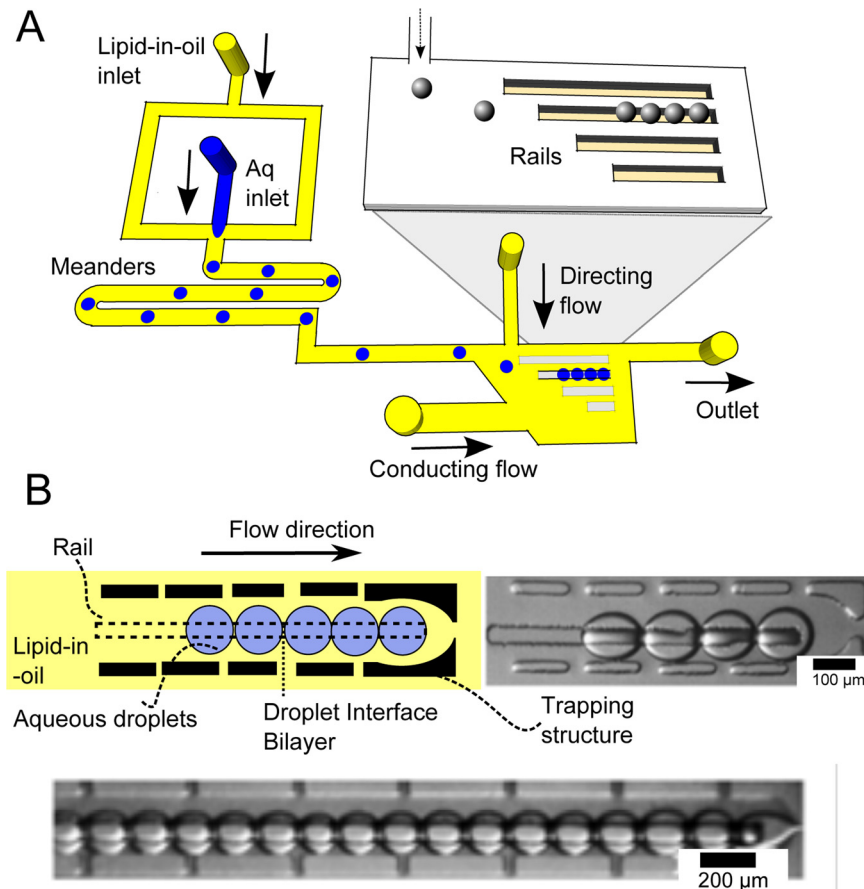 A
Lipid-in-oil
inlet
Aq
inlet
Rails
Meanders
Directing
flow
Outlet
Conducting flow
B
Flow direction
Rail
Lipid-in
-oil
100 µm
Aqueous droplets
Droplet Interface
Bilayer
Trapping
structure
200 µm